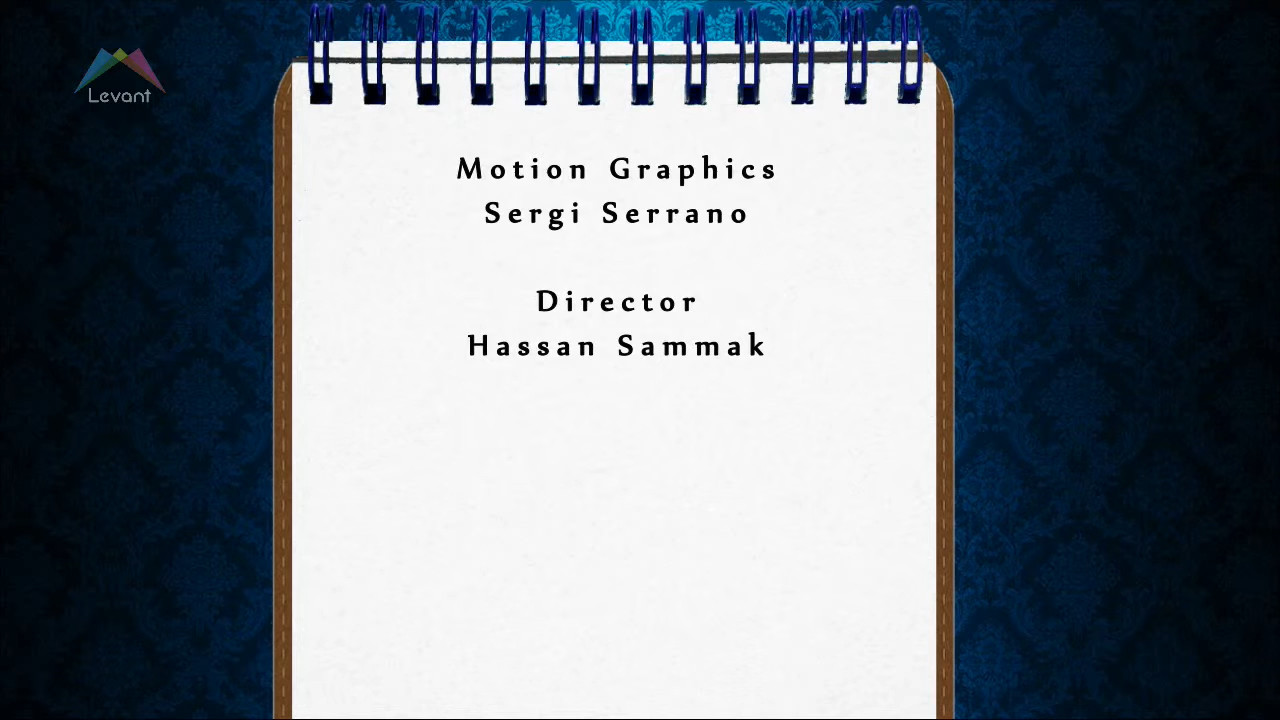 Levant
Motion Graphics
Sergi Serrano
Director
Hassan Sammak